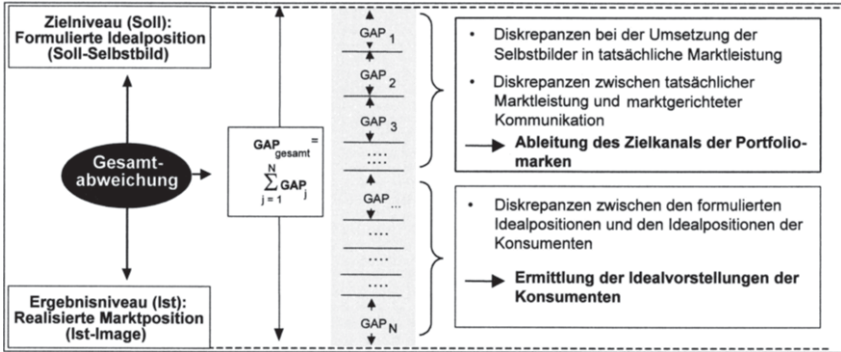 Zielniveau (Soll):
Formulierte Idealposition
(Soll-Selbstbild)
Gesamt-
abweichung
Ergebnisniveau (Ist):
Realisierte Marktposition
(Ist-Image)
GAP gesamt =
N
∑ GAP j
j = 1
GAP 1
GAP 2
GAP 3
....
....
GAP ...
....
....
....
GAP N
• Diskrepanzen bei der Umsetzung der
Selbstbilder in tatsächliche Marktleistung
• Diskrepanzen zwischen tatsächlicher
Marktleistung und marktgerichteter
Kommunikation
Ableitung des Zielkanals der Portfolio-
marken
• Diskrepanzen zwischen den formulierten
Idealpositionen und den Idealpositionen der
Konsumenten
Ermittlung der Idealvorstellungen der
Konsumenten